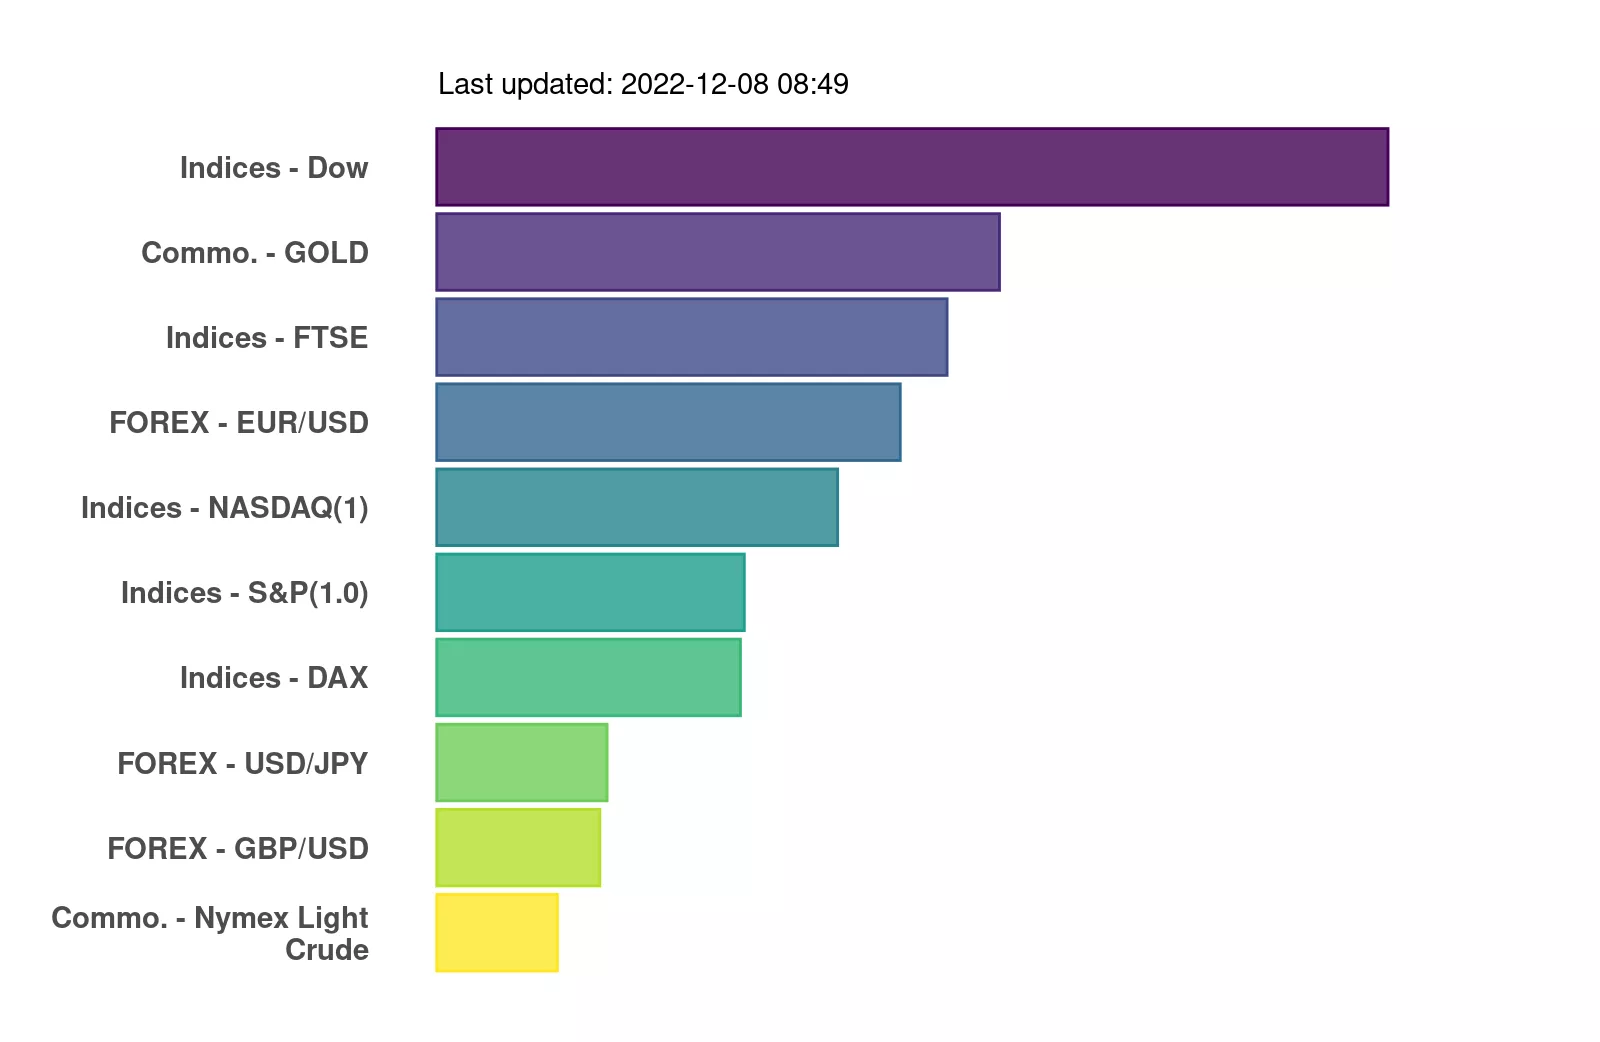 Last updated: 2022-12-08 08:49
Indices - Dow
Commo. - GOLD
Indices - FTSE
FOREX - EUR/USD
Indices - NASDAQ(1)
Indices - S&P(1.0)
Indices - DAX
FOREX - USD/JPY
FOREX - GBP/USD
Commo. - Nymex Light
Crude